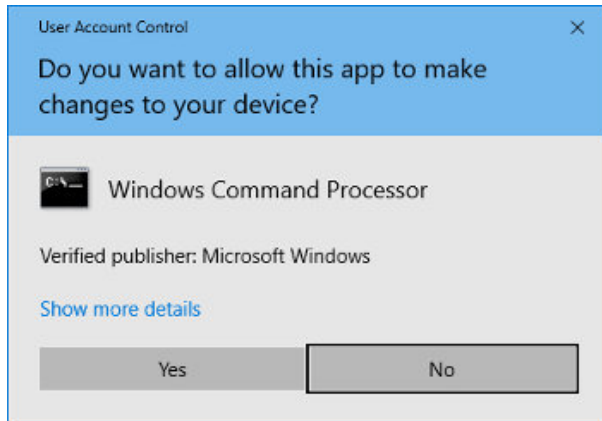 User Account Control
Do you want to allow this app to make
changes to your device?
C:\_
Windows Command Processor
Verified publisher: Microsoft Windows
Show more details
Yes
No